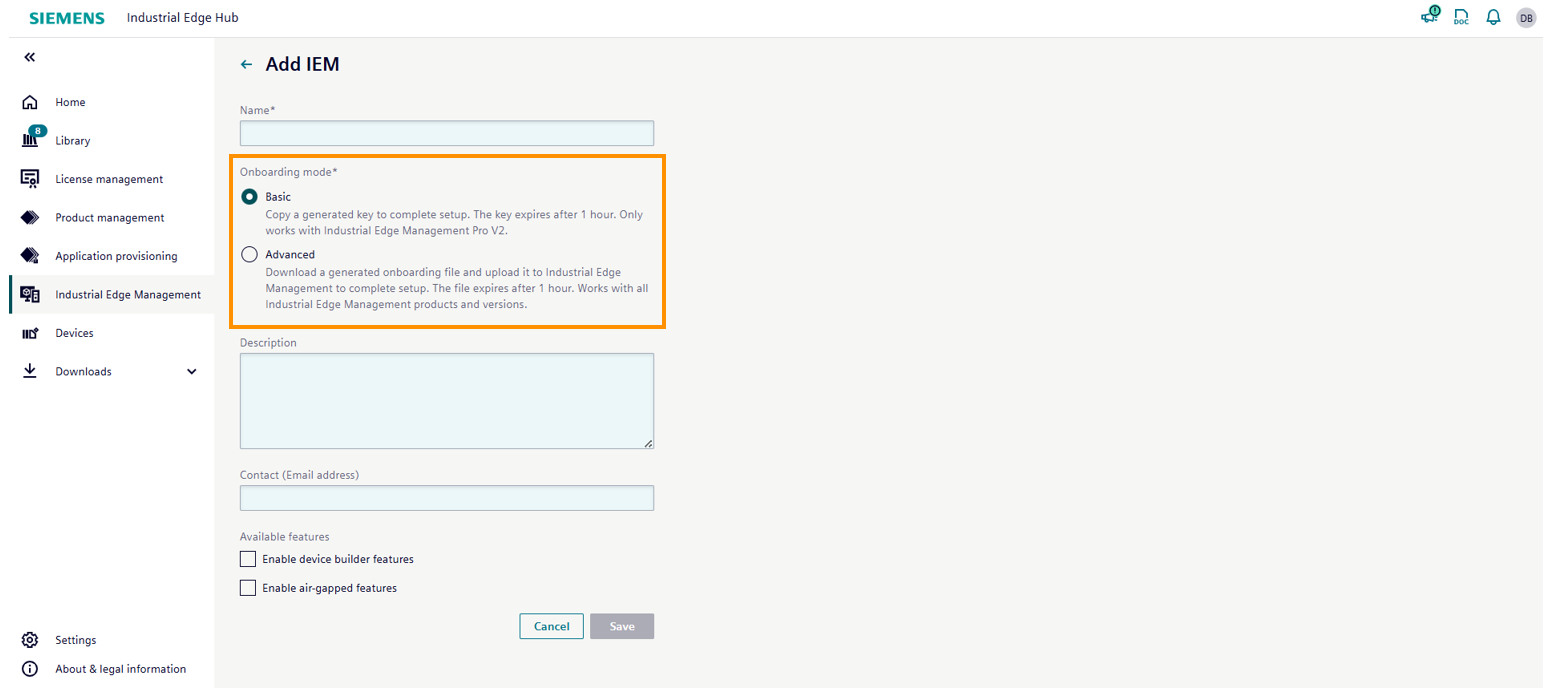 SIEMENS Industrial Edge Hub
DOC
DB
Add IEM
Home
8
Library
License management
Product management
Application provisioning
Industrial Edge Management
Devices
Downloads
Settings
About & legal information
Name*
Onboarding mode*
Basic
Copy a generated key to complete setup. The key expires after 1 hour. Only
works with Industrial Edge Management Pro V2.
Advanced
Download a generated onboarding file and upload it to Industrial Edge
Management to complete setup. The file expires after 1 hour. Works with all
Industrial Edge Management products and versions.
Description
Contact (Email address)
Available features
Enable device builder features
Enable air-gapped features
Cancel
Save